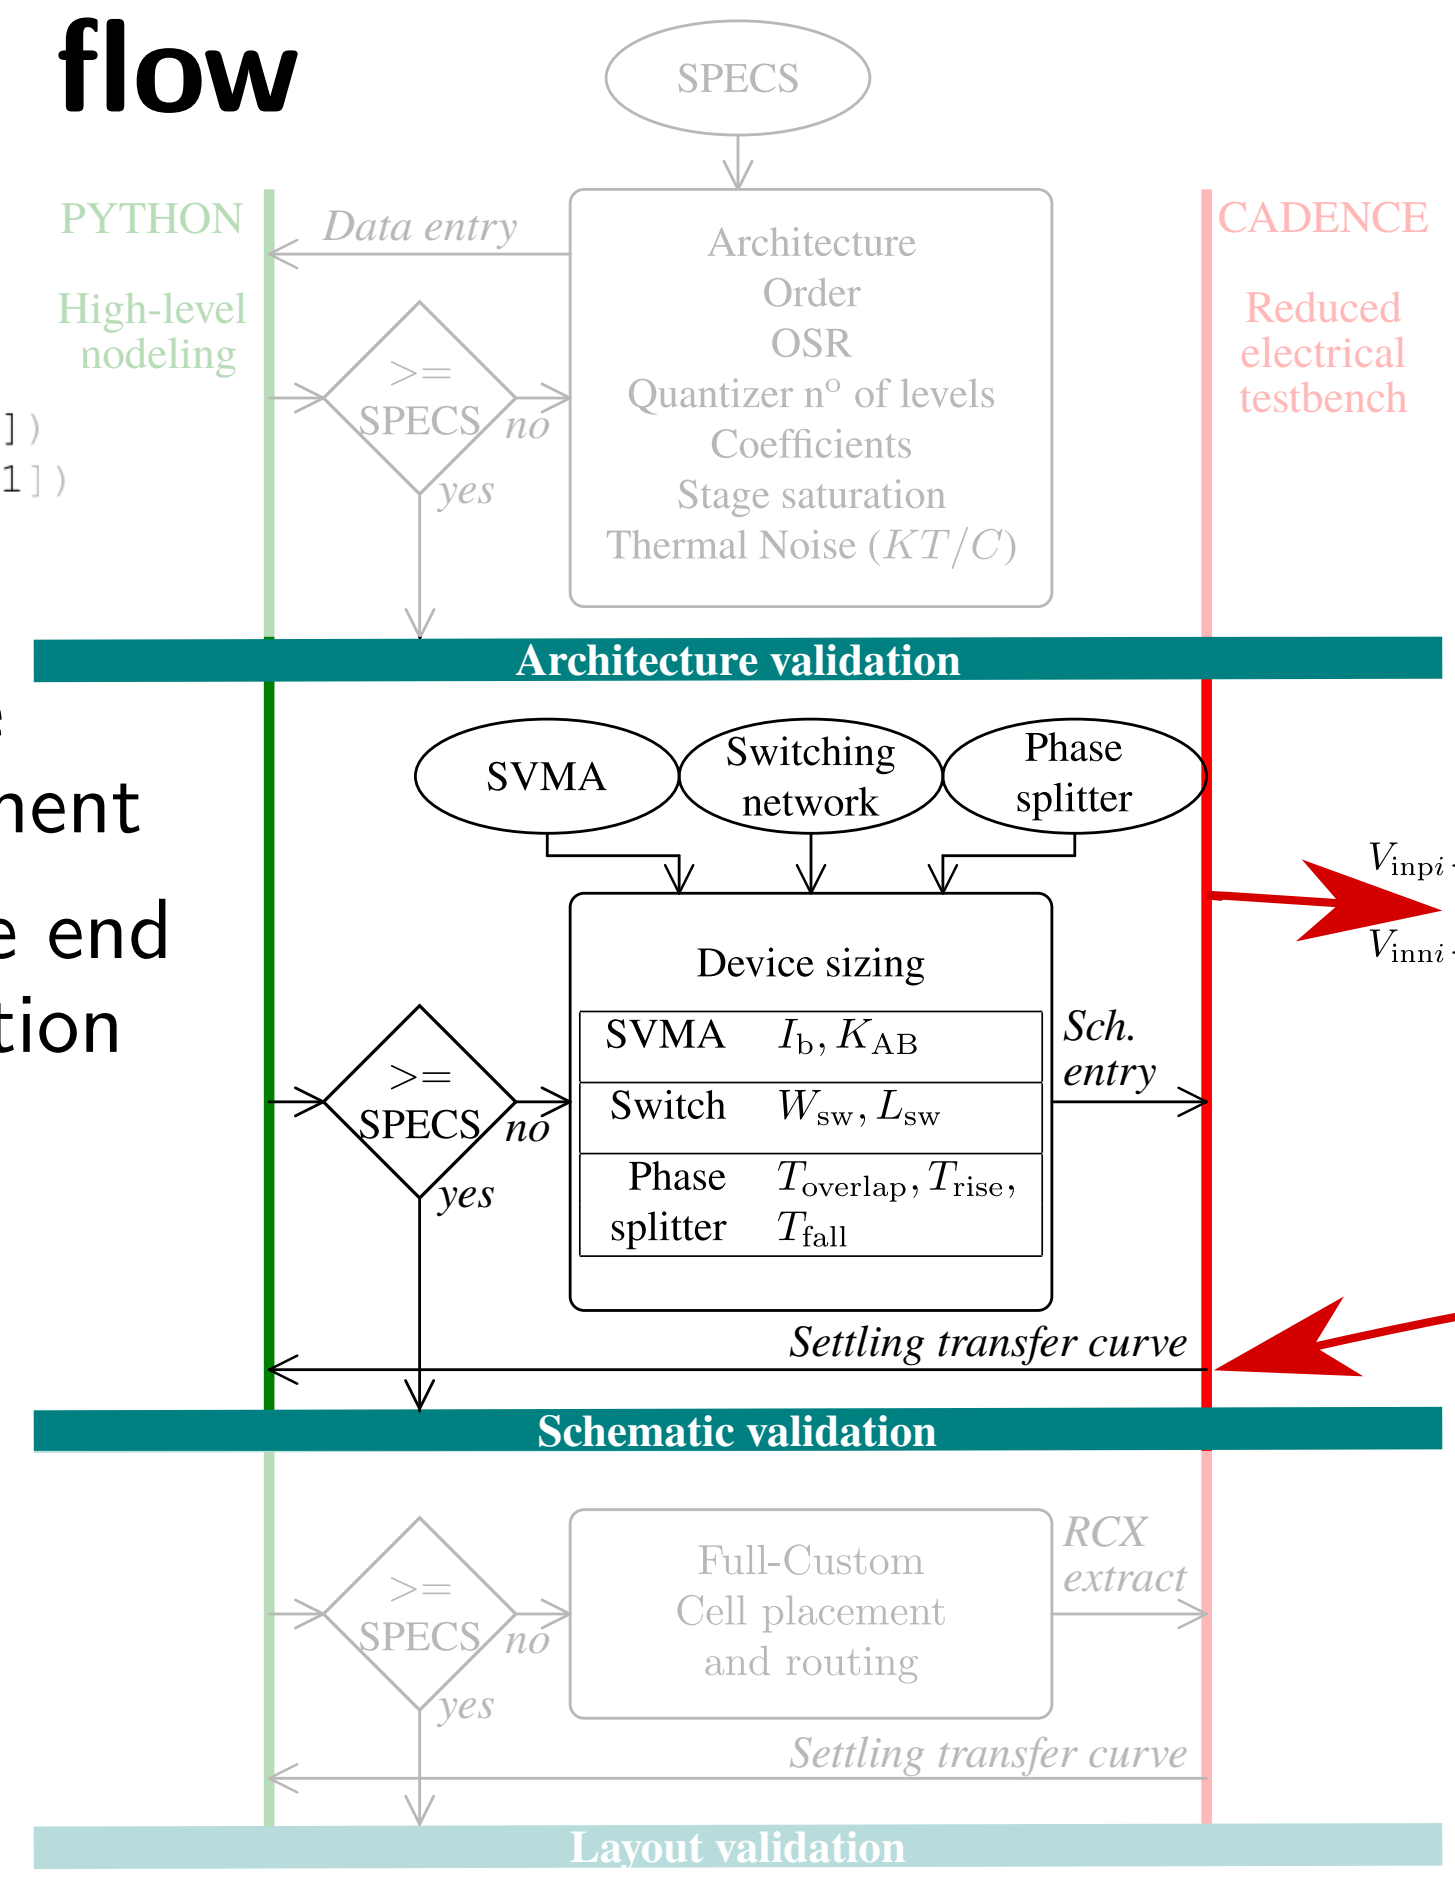 flow
SPECS
PYTHON
High-level
nodeling
Data entry
>=
SPECS
no
yes
Architecture
Order
OSR
Quantizer nº of levels
Coefficients
Stage saturation
Thermal Noise (KT/C)
CADENCE
Reduced
electrical
testbench
])
1])
Architecture validation
nent
e end
tion
SVMA
Switching
network
Phase
splitter
V_inpi
V_inni
Device sizing
SVMA I_b, K_AB
Switch W_sw, L_sw
Phase T_overlap, T_rise,
splitter T_fall
Sch.
entry
>=
SPECS
no
yes
Settling transfer curve
Schematic validation
>=
SPECS
no
yes
Full-Custom
Cell placement
and routing
RCX
extract
Settling transfer curve
Layout validation